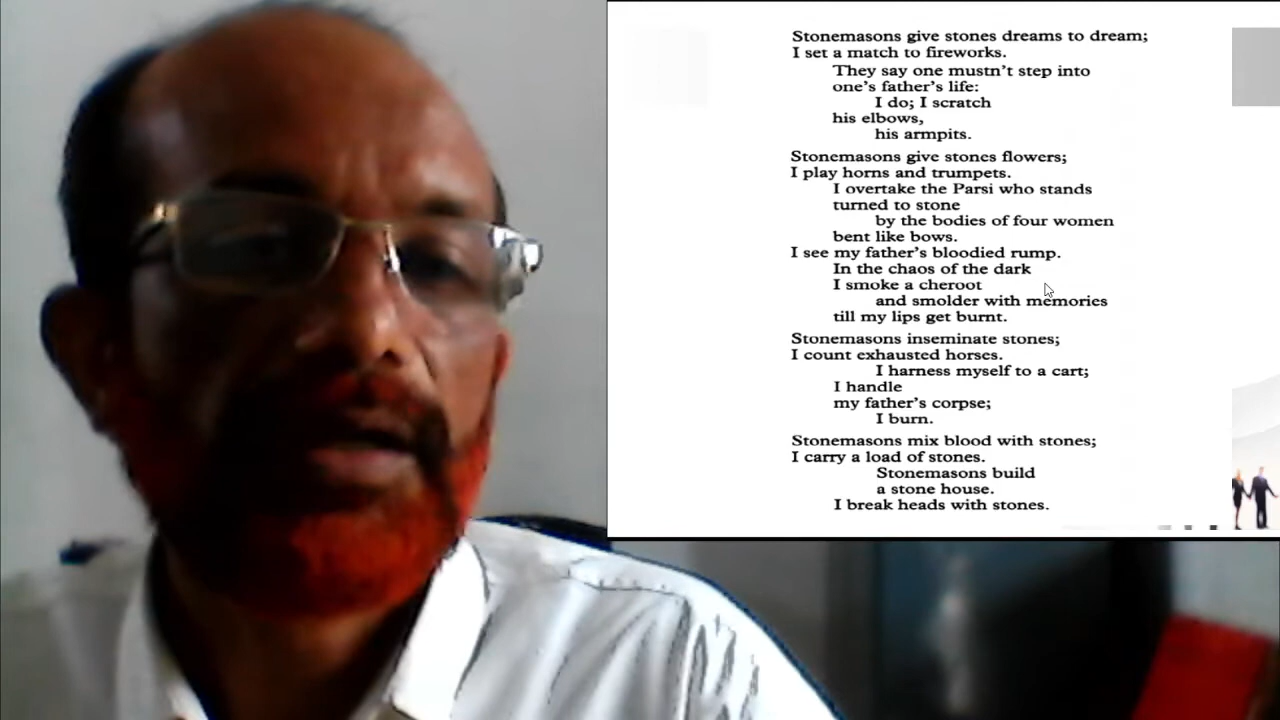 Stonemasons give stones dreams to dream;
I set a match to fireworks.
They say one mustn't step into
one's father's life:
I do; I scratch
his elbows,
his armpits.
Stonemasons give stones flowers;
I play horns and trumpets.
I overtake the Parsi who stands
turned to stone
by the bodies of four women
bent like bows.
I see my father's bloodied rump.
In the chaos of the dark
I smoke a cheroot
and smolder with memories
till my lips get burnt.
Stonemasons inseminate stones;
I count exhausted horses.
I harness myself to a cart;
I handle
my father's corpse;
I burn.
Stonemasons mix blood with stones;
I carry a load of stones.
Stonemasons build
a stone house.
I break heads with stones.